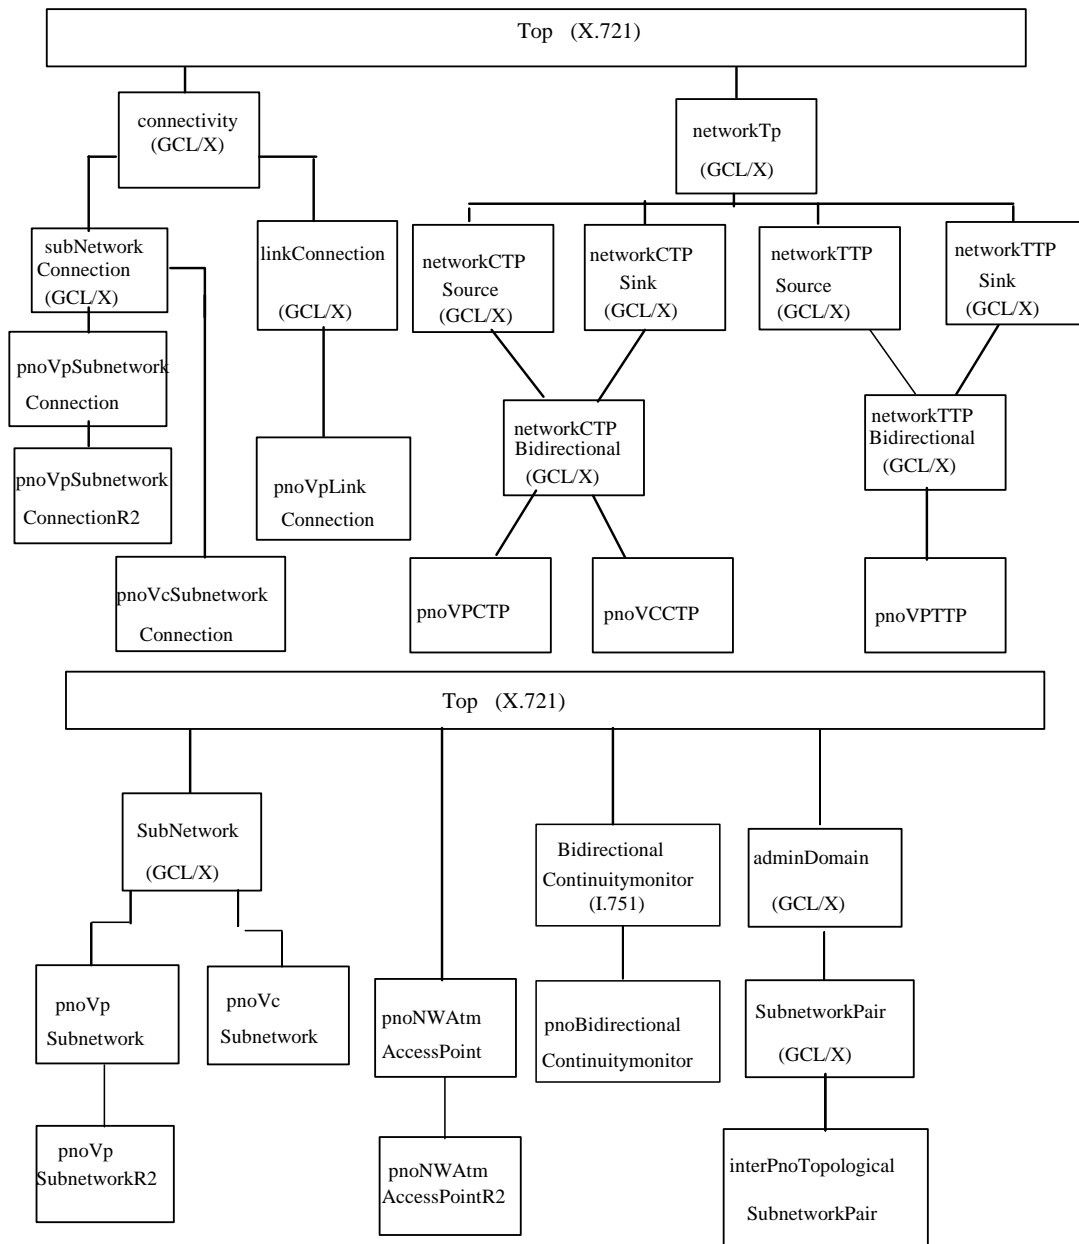 Top (X.721)
connectivity
(GCL/X)
networkTp
(GCL/X)
subNetwork
Connection
(GCL/X)
linkConnection
(GCL/X)
networkCTP
Source
(GCL/X)
networkCTP
Sink
(GCL/X)
networkTTP
Source
(GCL/X)
networkTTP
Sink
(GCL/X)
pnoVpSubnetwork
Connection
networkCTP
Bidirectional
(GCL/X)
networkTTP
Bidirectional
(GCL/X)
pnoVpSubnetwork
ConnectionR2
pnoVpLink
Connection
pnoVcSubnetwork
Connection
pnoVPCTP
pnoVCCTP
pnoVPTTP
Top (X.721)
SubNetwork
(GCL/X)
Bidirectional
Continuitymonitor
(I.751)
adminDomain
(GCL/X)
pnoVp
Subnetwork
pnoVc
Subnetwork
pnoNWAtm
AccessPoint
pnoBidirectional
Continuitymonitor
SubnetworkPair
(GCL/X)
pnoVp
SubnetworkR2
pnoNWAtm
AccessPointR2
interPnoTopological
SubnetworkPair